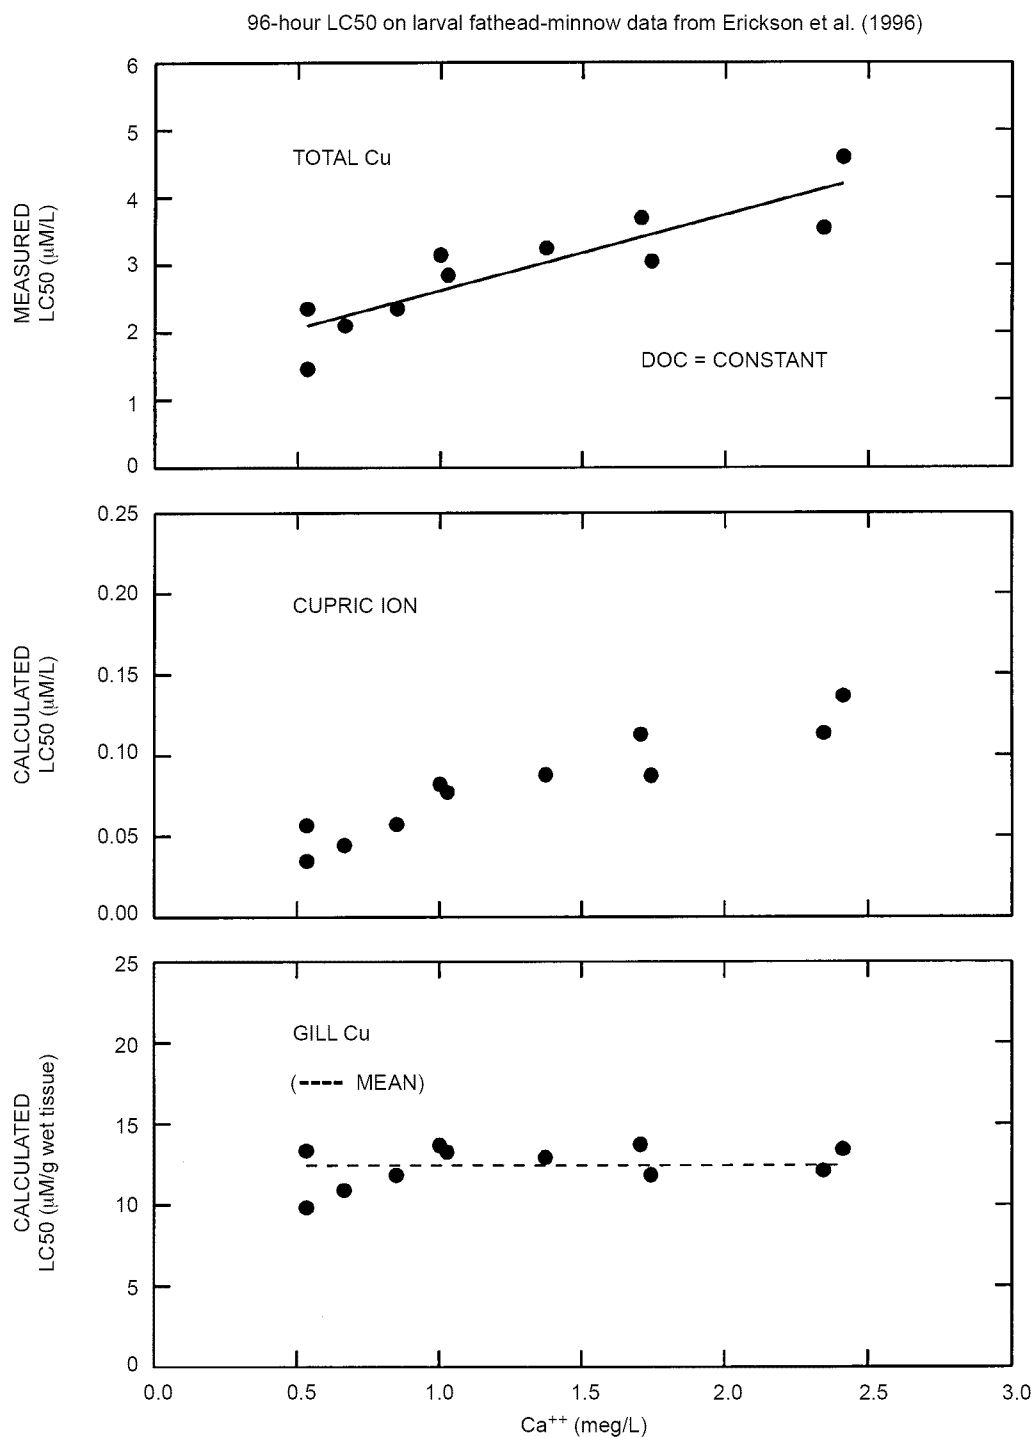 96-hour LC50 on larval fathead-minnow data from Erickson et al. (1996)
6
5
4
3
2
1
0
MEASURED
LC50 (μM/L)
TOTAL Cu
DOC = CONSTANT
0.25
0.20
0.15
0.10
0.05
0.00
CALCULATED
LC50 (μM/L)
CUPRIC ION
25
20
15
10
5
0
CALCULATED
LC50 (μM/g wet tissue)
GILL Cu
(---- MEAN)
0.0 0.5 1.0 1.5 2.0 2.5 3.0
Ca++ (meg/L)